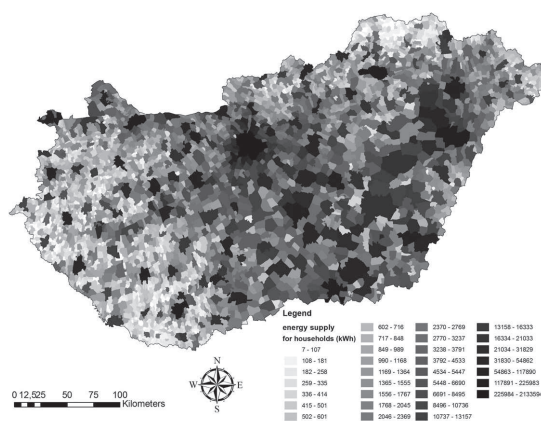 Legend
energy supply
for households (kWh)
7 - 107
108 - 181
182 - 258
259 - 335
336 - 414
415 - 501
502 - 601
602 - 716
717 - 848
849 - 989
990 - 1168
1169 - 1364
1365 - 1555
1556 - 1767
1768 - 2045
2046 - 2369
2370 - 2769
2770 - 3237
3238 - 3791
3792 - 4533
4534 - 5447
5448 - 6690
6691 - 8495
8496 - 10736
10737 - 13157
13158 - 16333
16334 - 21033
21034 - 31829
31830 - 54862
54863 - 117890
117891 - 225983
225984 - 2133594
N
W E
S
0 12,525 50 75 100
Kilometers